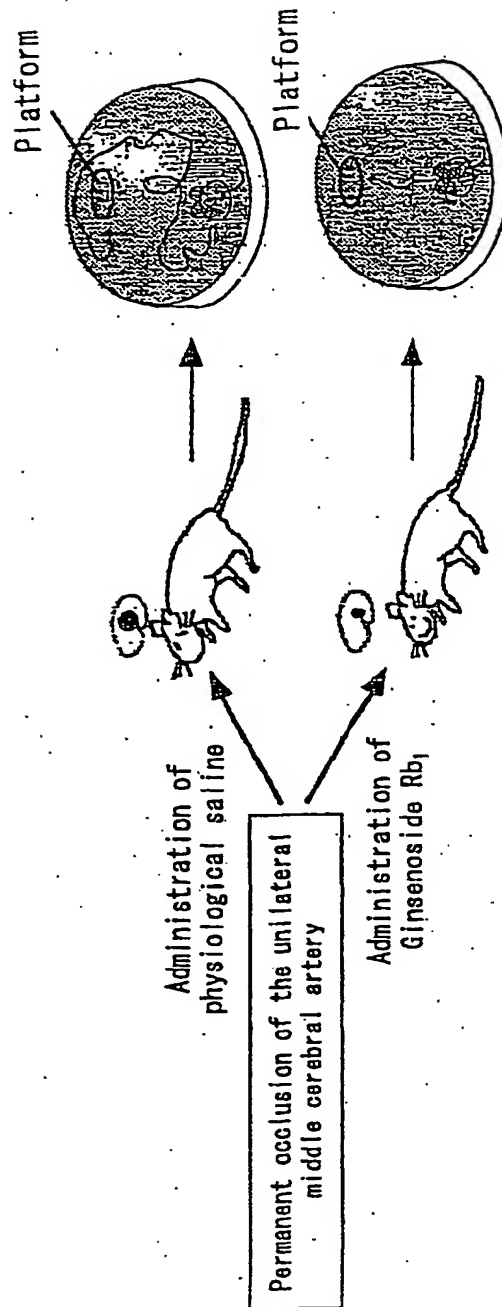 Permanent occlusion of the unilateral
middle cerebral artery
Administration of
physiological saline
Platform
Administration of
Ginsenoside Rb₁
Platform